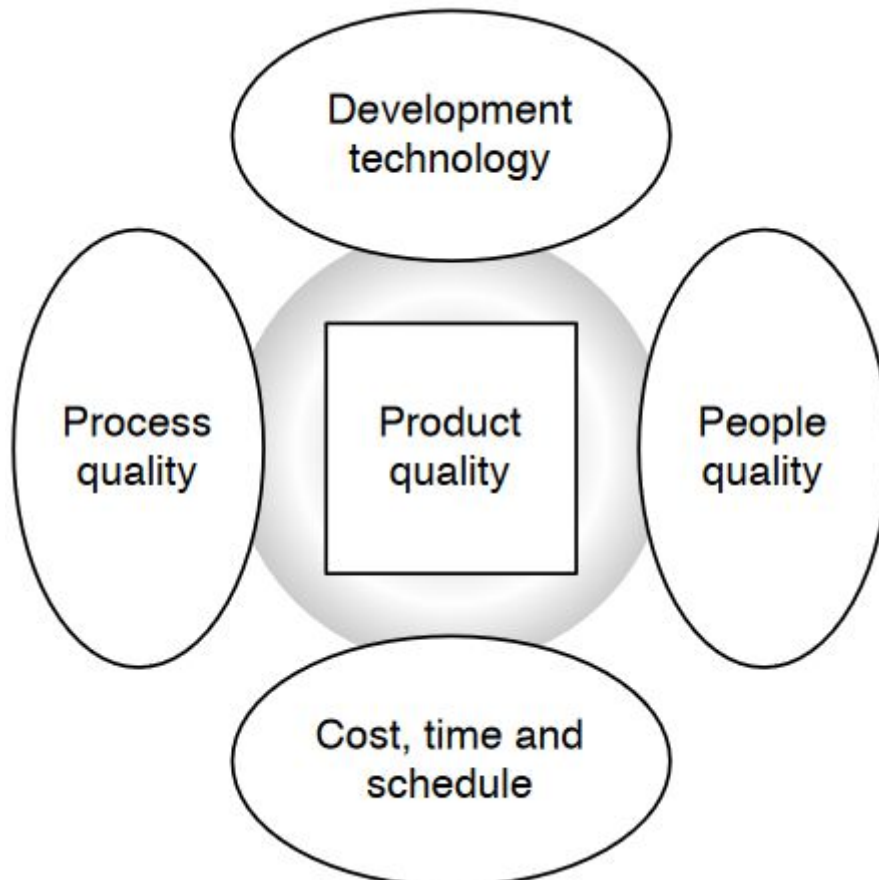 Development
technology
Process
quality
Product
quality
People
quality
Cost, time and
schedule